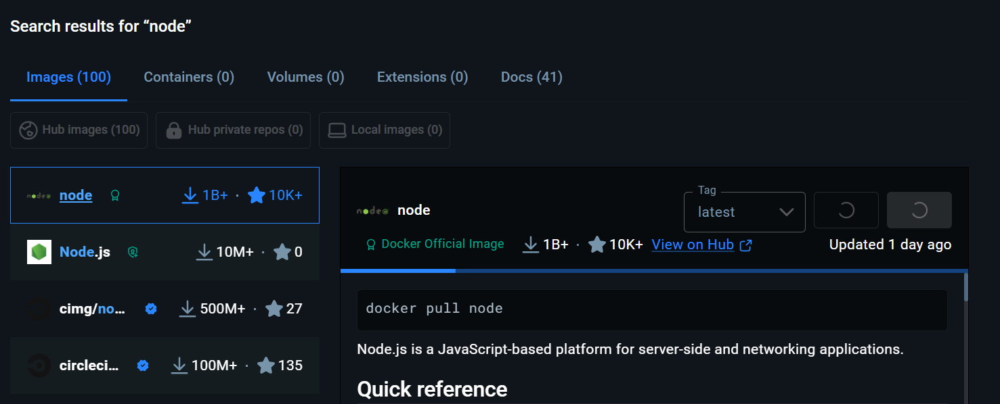 Search results for “node”
Images (100) Containers (0) Volumes (0) Extensions (0) Docs (41)
Hub images (100) Hub private repos (0) Local images (0)
node node 1B+ · 10K+
Node.js 10M+ · 0
cimg/no... 500M+ · 27
circleci... 100M+ · 135
node node
Tag
latest
Docker Official Image 1B+ · 10K+ View on Hub Updated 1 day ago
docker pull node
Node.js is a JavaScript-based platform for server-side and networking applications.
Quick reference